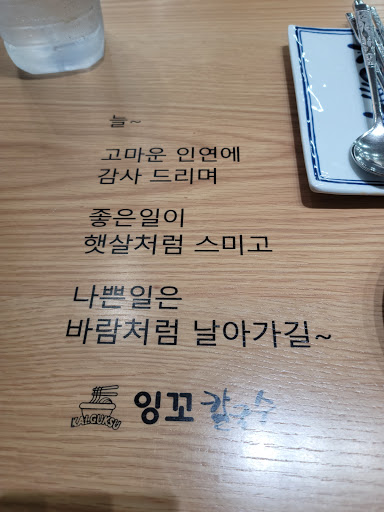 늘~
고마운 인연에
감사 드리며
좋은일이
햇살처럼 스미고
나쁜일은
바람처럼 날아가길~
KALGUKSU
잉꼬칼국수